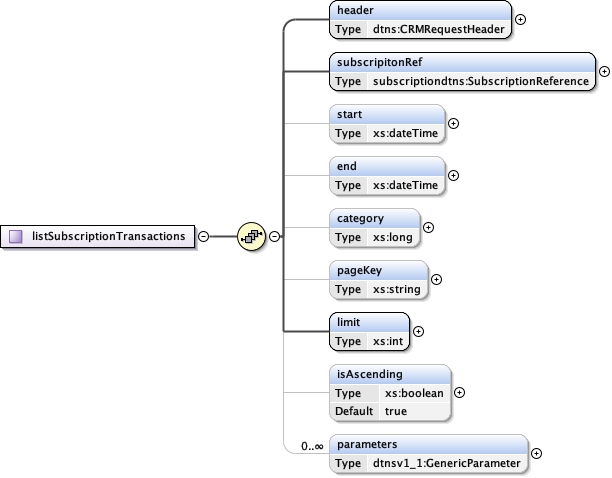 header
Type dtns:CRMRequestHeader
subscripitonRef
Type subscriptiondtns:SubscriptionReference
start
Type xs:dateTime
end
Type xs:dateTime
listSubscriptionTransactions
category
Type xs:long
pageKey
Type xs:string
limit
Type xs:int
isAscending
Type xs:boolean
Default true
0..∞
parameters
Type dtnsv1_1:GenericParameter